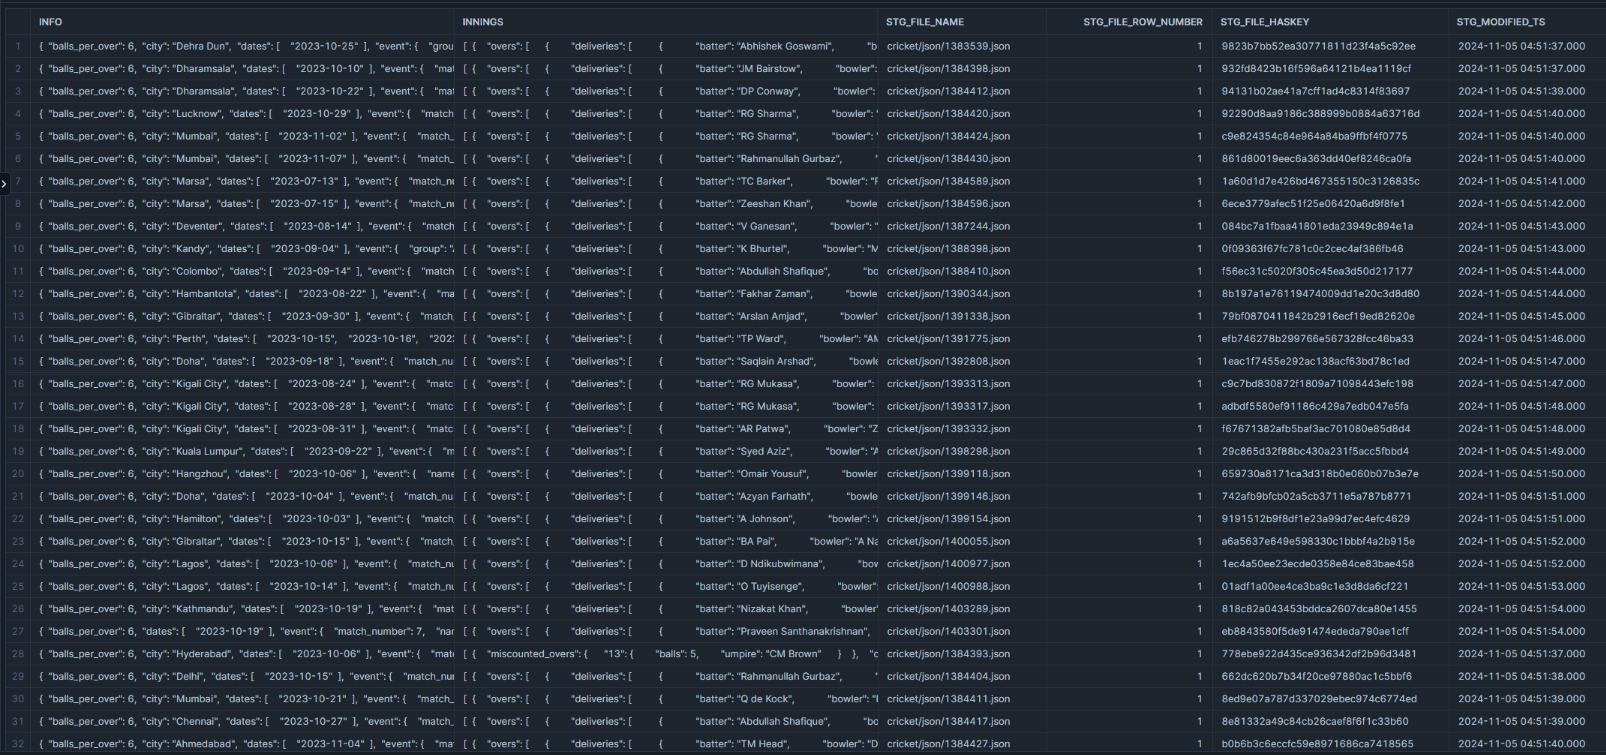 INFO INNINGS STG_FILE_NAME STG_FILE_ROW_NUMBER STG_FILE_HASKEY STG_MODIFIED_TS
1 { "balls_per_over": 6, "city": "Dehra Dun", "dates": [ "2023-10-25" ], "event": { "grou [ { "overs": [ { "deliveries": [ { "batter": "Abhishek Goswami", "b cricket/json/1383539.json 1 9823b7bb52ea30771811d23f4a5c92ee 2024-11-05 04:51:37.000
2 { "balls_per_over": 6, "city": "Dharamsala", "dates": [ "2023-10-10" ], "event": { "mat [ { "overs": [ { "deliveries": [ { "batter": "JM Bairstow", "bowler": cricket/json/1384398.json 1 932fd8423b16f596a64121b4ea1119cf 2024-11-05 04:51:37.000
3 { "balls_per_over": 6, "city": "Dharamsala", "dates": [ "2023-10-22" ], "event": { "mat [ { "overs": [ { "deliveries": [ { "batter": "DP Conway", "bowler": cricket/json/1384412.json 1 94131b02ae41a7cff1ad4c8314f83697 2024-11-05 04:51:39.000
4 { "balls_per_over": 6, "city": "Lucknow", "dates": [ "2023-10-29" ], "event": { "match_ [ { "overs": [ { "deliveries": [ { "batter": "RG Sharma", "bowler": " cricket/json/1384420.json 1 92290d8aa9186c388999b0884a63716d 2024-11-05 04:51:40.000
5 { "balls_per_over": 6, "city": "Mumbai", "dates": [ "2023-11-02" ], "event": { "match_ [ { "overs": [ { "deliveries": [ { "batter": "RG Sharma", "bowler": " cricket/json/1384424.json 1 c9e824354c84e964a84ba9ffbf4f0775 2024-11-05 04:51:40.000
6 { "balls_per_over": 6, "city": "Mumbai", "dates": [ "2023-11-07" ], "event": { "match_ [ { "overs": [ { "deliveries": [ { "batter": "Rahmanullah Gurbaz", " cricket/json/1384430.json 1 861d80019eec6a363dd40ef8246ca0fa 2024-11-05 04:51:40.000
7 { "balls_per_over": 6, "city": "Marsa", "dates": [ "2023-07-13" ], "event": { "match_nu [ { "overs": [ { "deliveries": [ { "batter": "TC Barker", "bowler": "F cricket/json/1384589.json 1 1a60d1d7e426bd467355150c3126835c 2024-11-05 04:51:41.000
8 { "balls_per_over": 6, "city": "Marsa", "dates": [ "2023-07-15" ], "event": { "match_nu [ { "overs": [ { "deliveries": [ { "batter": "Zeeshan Khan", "bowle cricket/json/1384596.json 1 6ece3779afec51f25e06420a6d9f8fe1 2024-11-05 04:51:42.000
9 { "balls_per_over": 6, "city": "Deventer", "dates": [ "2023-08-14" ], "event": { "match [ { "overs": [ { "deliveries": [ { "batter": "V Ganesan", "bowler": " cricket/json/1387244.json 1 084bc7a1fbaa41801eda23949c894e1a 2024-11-05 04:51:43.000
10 { "balls_per_over": 6, "city": "Kandy", "dates": [ "2023-09-04" ], "event": { "group": ". [ { "overs": [ { "deliveries": [ { "batter": "K Bhurtel", "bowler": "M cricket/json/1388398.json 1 0f09363f67fc781c0c2cec4af386fb46 2024-11-05 04:51:43.000
11 { "balls_per_over": 6, "city": "Colombo", "dates": [ "2023-09-14" ], "event": { "match [ { "overs": [ { "deliveries": [ { "batter": "Abdullah Shafique", "bo cricket/json/1388410.json 1 f56ec31c5020f305c45ea3d50d217177 2024-11-05 04:51:44.000
12 { "balls_per_over": 6, "city": "Hambantota", "dates": [ "2023-08-22" ], "event": { "ma [ { "overs": [ { "deliveries": [ { "batter": "Fakhar Zaman", "bowle cricket/json/1390344.json 1 8b197a1e76119474009dd1e20c3d8d80 2024-11-05 04:51:44.000
13 { "balls_per_over": 6, "city": "Gibraltar", "dates": [ "2023-09-30" ], "event": { "match_ [ { "overs": [ { "deliveries": [ { "batter": "Arslan Amjad", "bowler" cricket/json/1391338.json 1 79bf0870411842b2916ecf19ed82620e 2024-11-05 04:51:45.000
14 { "balls_per_over": 6, "city": "Perth", "dates": [ "2023-10-15", "2023-10-16", "202: [ { "overs": [ { "deliveries": [ { "batter": "TP Ward", "bowler": "AM cricket/json/1391775.json 1 efb746278b299766e567328fcc46ba33 2024-11-05 04:51:46.000
15 { "balls_per_over": 6, "city": "Doha", "dates": [ "2023-09-18" ], "event": { "match_nu [ { "overs": [ { "deliveries": [ { "batter": "Saqlain Arshad", "bowle cricket/json/1392808.json 1 1eac1f7455e292ac138acf63bd78c1ed 2024-11-05 04:51:47.000
16 { "balls_per_over": 6, "city": "Kigali City", "dates": [ "2023-08-24" ], "event": { "matc [ { "overs": [ { "deliveries": [ { "batter": "RG Mukasa", "bowler": cricket/json/1393313.json 1 c9c7bd830872f1809a71098443efc198 2024-11-05 04:51:47.000
17 { "balls_per_over": 6, "city": "Kigali City", "dates": [ "2023-08-28" ], "event": { "matc [ { "overs": [ { "deliveries": [ { "batter": "RG Mukasa", "bowler": cricket/json/1393317.json 1 adbdf5580ef91186c429a7edb047e5fa 2024-11-05 04:51:48.000
18 { "balls_per_over": 6, "city": "Kigali City", "dates": [ "2023-08-31" ], "event": { "matc [ { "overs": [ { "deliveries": [ { "batter": "AR Patwa", "bowler": "Z cricket/json/1393332.json 1 f67671382afb5baf3ac701080e85d8d4 2024-11-05 04:51:48.000
19 { "balls_per_over": 6, "city": "Kuala Lumpur", "dates": [ "2023-09-22" ], "event": { "m [ { "overs": [ { "deliveries": [ { "batter": "Syed Aziz", "bowler": "A cricket/json/1398298.json 1 29c865d32f88bc430a231f5acc5fbbd4 2024-11-05 04:51:49.000
20 { "balls_per_over": 6, "city": "Hangzhou", "dates": [ "2023-10-06" ], "event": { "name [ { "overs": [ { "deliveries": [ { "batter": "Omair Yousuf", "bowler" cricket/json/1399118.json 1 659730a8171ca3d318b0e060b07b3e7e 2024-11-05 04:51:50.000
21 { "balls_per_over": 6, "city": "Doha", "dates": [ "2023-10-04" ], "event": { "match_nu [ { "overs": [ { "deliveries": [ { "batter": "Azyan Farhath", "bowle cricket/json/1399146.json 1 742afb9bfcb02a5cb3711e5a787b8771 2024-11-05 04:51:51.000
22 { "balls_per_over": 6, "city": "Hamilton", "dates": [ "2023-10-03" ], "event": { "match_ [ { "overs": [ { "deliveries": [ { "batter": "A Johnson", "bowler": "A cricket/json/1399154.json 1 9191512b9f8df1e23a99d7ec4efc4629 2024-11-05 04:51:51.000
23 { "balls_per_over": 6, "city": "Gibraltar", "dates": [ "2023-10-15" ], "event": { "match_ [ { "overs": [ { "deliveries": [ { "batter": "BA Pai", "bowler": "A Na cricket/json/1400055.json 1 a6a5637e649e598330c1bbbf4a2b915e 2024-11-05 04:51:52.000
24 { "balls_per_over": 6, "city": "Lagos", "dates": [ "2023-10-06" ], "event": { "match_nu [ { "overs": [ { "deliveries": [ { "batter": "D Ndikubwimana", "bow cricket/json/1400977.json 1 1ec4a50ee23ecde0358e84ce83bae458 2024-11-05 04:51:52.000
25 { "balls_per_over": 6, "city": "Lagos", "dates": [ "2023-10-14" ], "event": { "match_nu [ { "overs": [ { "deliveries": [ { "batter": "O Tuyisenge", "bowler": cricket/json/1400988.json 1 01adf1a00ee4ce3ba9c1e3d8da6cf221 2024-11-05 04:51:53.000
26 { "balls_per_over": 6, "city": "Kathmandu", "dates": [ "2023-10-19" ], "event": { "mat [ { "overs": [ { "deliveries": [ { "batter": "Nizakat Khan", "bowler" cricket/json/1403289.json 1 818c82a043453bddca2607dca80e1455 2024-11-05 04:51:54.000
27 { "balls_per_over": 6, "dates": [ "2023-10-19" ], "event": { "match_number": 7, "nar [ { "overs": [ { "deliveries": [ { "batter": "Praveen Santhanakrishnan", cricket/json/1403301.json 1 eb8843580f5de91474ededa790ae1cff 2024-11-05 04:51:54.000
28 { "balls_per_over": 6, "city": "Hyderabad", "dates": [ "2023-10-06" ], "event": { "mat [ { "miscounted_overs": { "13": { "balls": 5, "umpire": "CM Brown" } }, "c cricket/json/1384393.json 1 778ebe922d435ce936342df2b96d3481 2024-11-05 04:51:37.000
29 { "balls_per_over": 6, "city": "Delhi", "dates": [ "2023-10-15" ], "event": { "match_nur [ { "overs": [ { "deliveries": [ { "batter": "Rahmanullah Gurbaz", " cricket/json/1384404.json 1 662dc620b7b34f20ce97880ac1c5bbf6 2024-11-05 04:51:38.000
30 { "balls_per_over": 6, "city": "Mumbai", "dates": [ "2023-10-21" ], "event": { "match_ [ { "overs": [ { "deliveries": [ { "batter": "Q de Kock", "bowler": "I cricket/json/1384411.json 1 8ed9e07a787d337029ebec974c6774ed 2024-11-05 04:51:39.000
31 { "balls_per_over": 6, "city": "Chennai", "dates": [ "2023-10-27" ], "event": { "match_ [ { "overs": [ { "deliveries": [ { "batter": "Abdullah Shafique", "bo cricket/json/1384417.json 1 8e81332a49c84cb26caef8f6f1c33b60 2024-11-05 04:51:39.000
32 { "balls_per_over": 6, "city": "Ahmedabad", "dates": [ "2023-11-04" ], "event": { "ma [ { "overs": [ { "deliveries": [ { "batter": "TM Head", "bowler": "D cricket/json/1384427.json 1 b0b6b3c6eccfc59e8971686ca7418565 2024-11-05 04:51:40.000